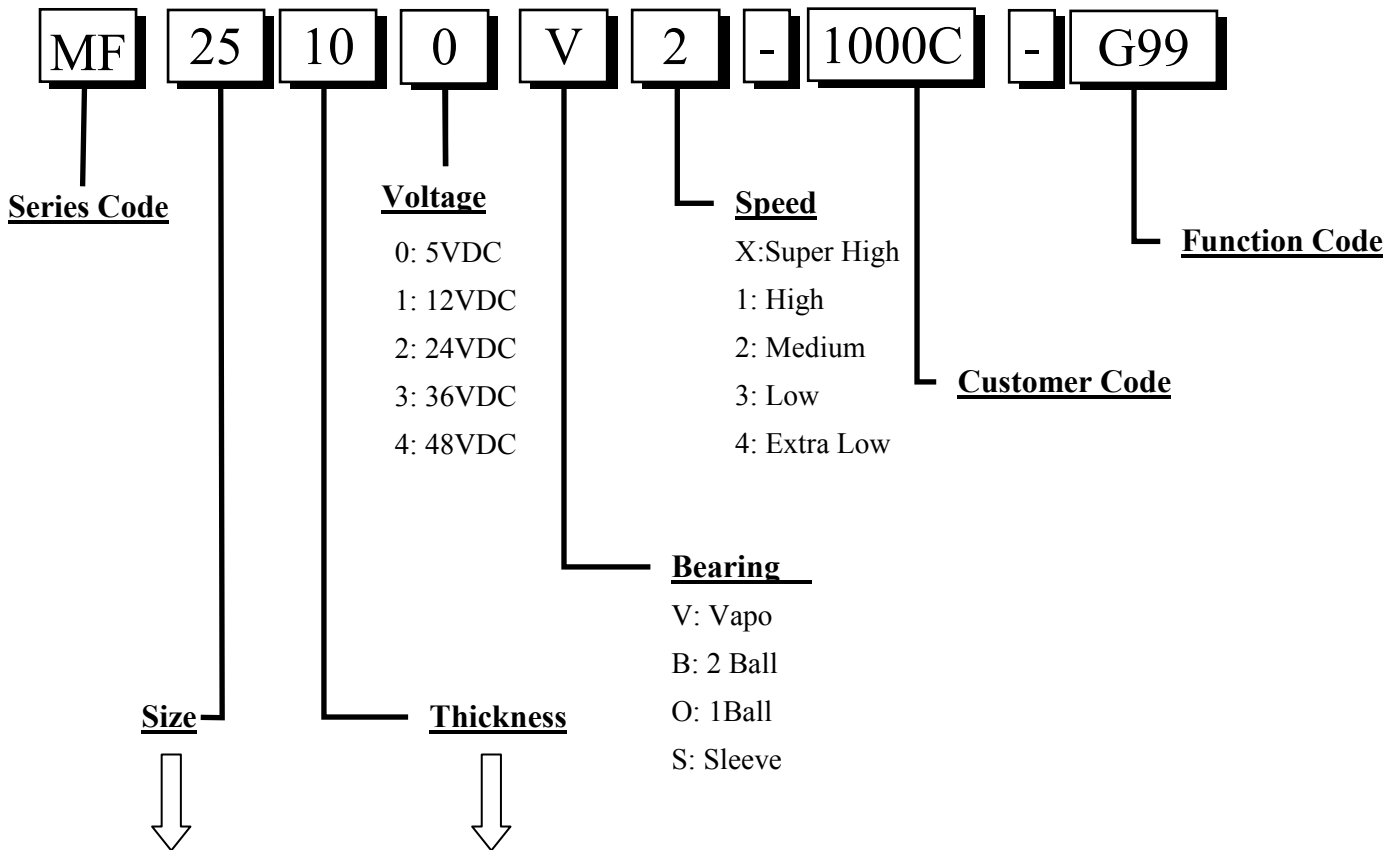 MF 25 10 0 V 2 - 1000C - G99
Series Code
Voltage
0: 5VDC
1: 12VDC
2: 24VDC
3: 36VDC
4: 48VDC
Speed
X:Super High
1: High
2: Medium
3: Low
4: Extra Low
Function Code
Customer Code
Bearing
V: Vapo
B: 2 Ball
O: 1Ball
S: Sleeve
Size
Thickness